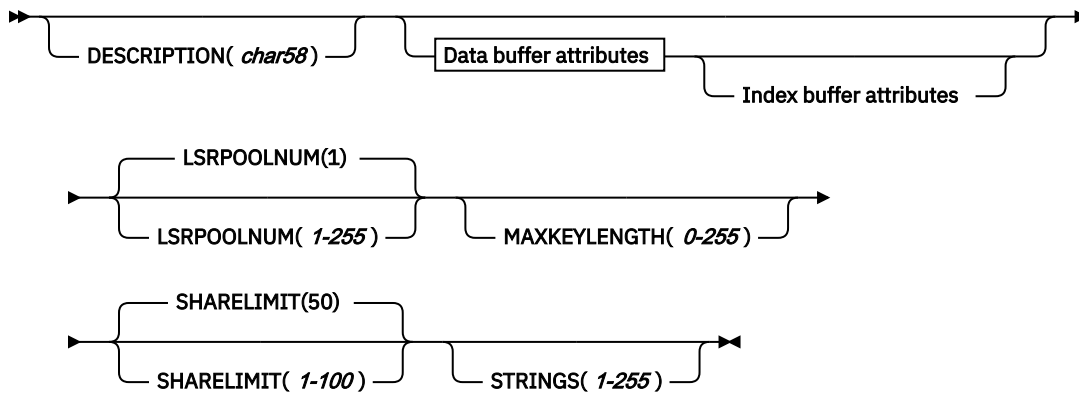 DESCRIPTION( char58 )
Data buffer attributes
Index buffer attributes
LSRPOOLNUM(1)
LSRPOOLNUM( 1-255 )
MAXKEYLENGTH( 0-255 )
SHARELIMIT(50)
SHARELIMIT( 1-100 )
STRINGS( 1-255 )